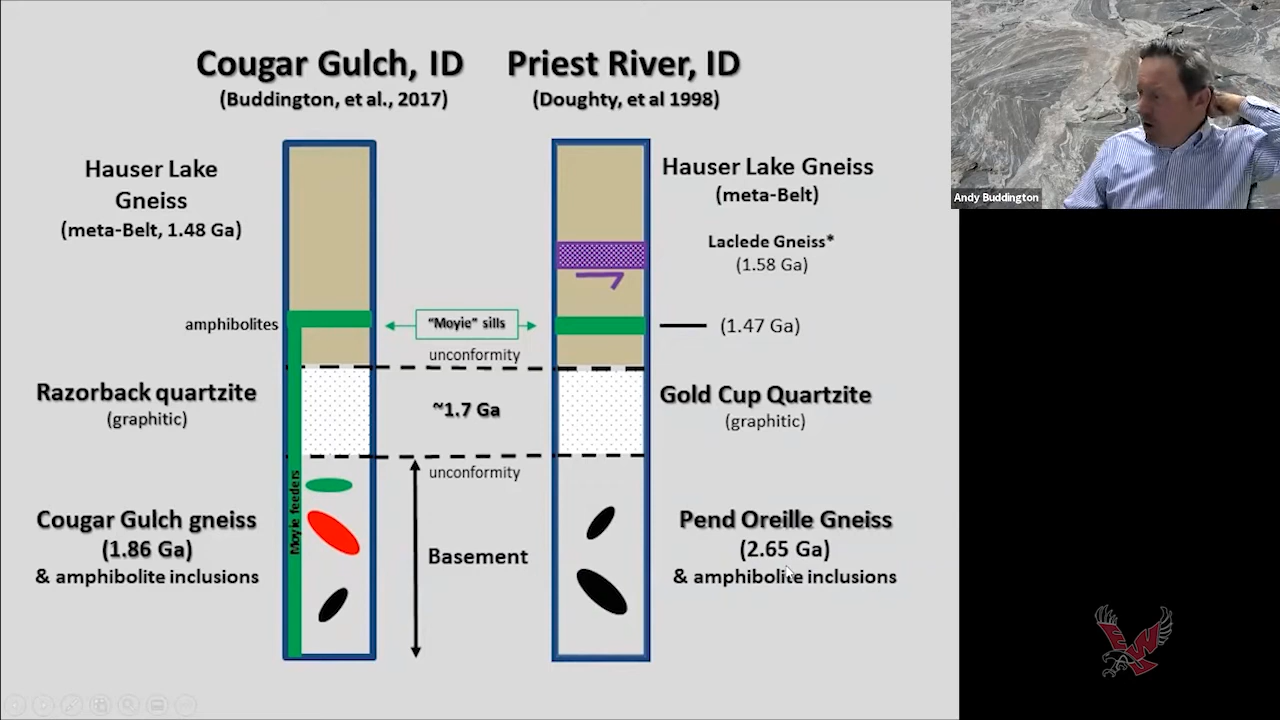 Cougar Gulch, ID
(Buddington, et al., 2017)
Priest River, ID
(Doughty, et al 1998)
Hauser Lake
Gneiss
(meta-Belt, 1.48 Ga)
Hauser Lake Gneiss
(meta-Belt)
Laclede Gneiss*
(1.58 Ga)
amphibolites
"Moyie" sills
(1.47 Ga)
unconformity
Razorback quartzite
(graphitic)
~1.7 Ga
Gold Cup Quartzite
(graphitic)
unconformity
Moyie feeders
Cougar Gulch gneiss
(1.86 Ga)
& amphibolite inclusions
Basement
Pend Oreille Gneiss
(2.65 Ga)
& amphibolite inclusions
Andy Buddington
EWU